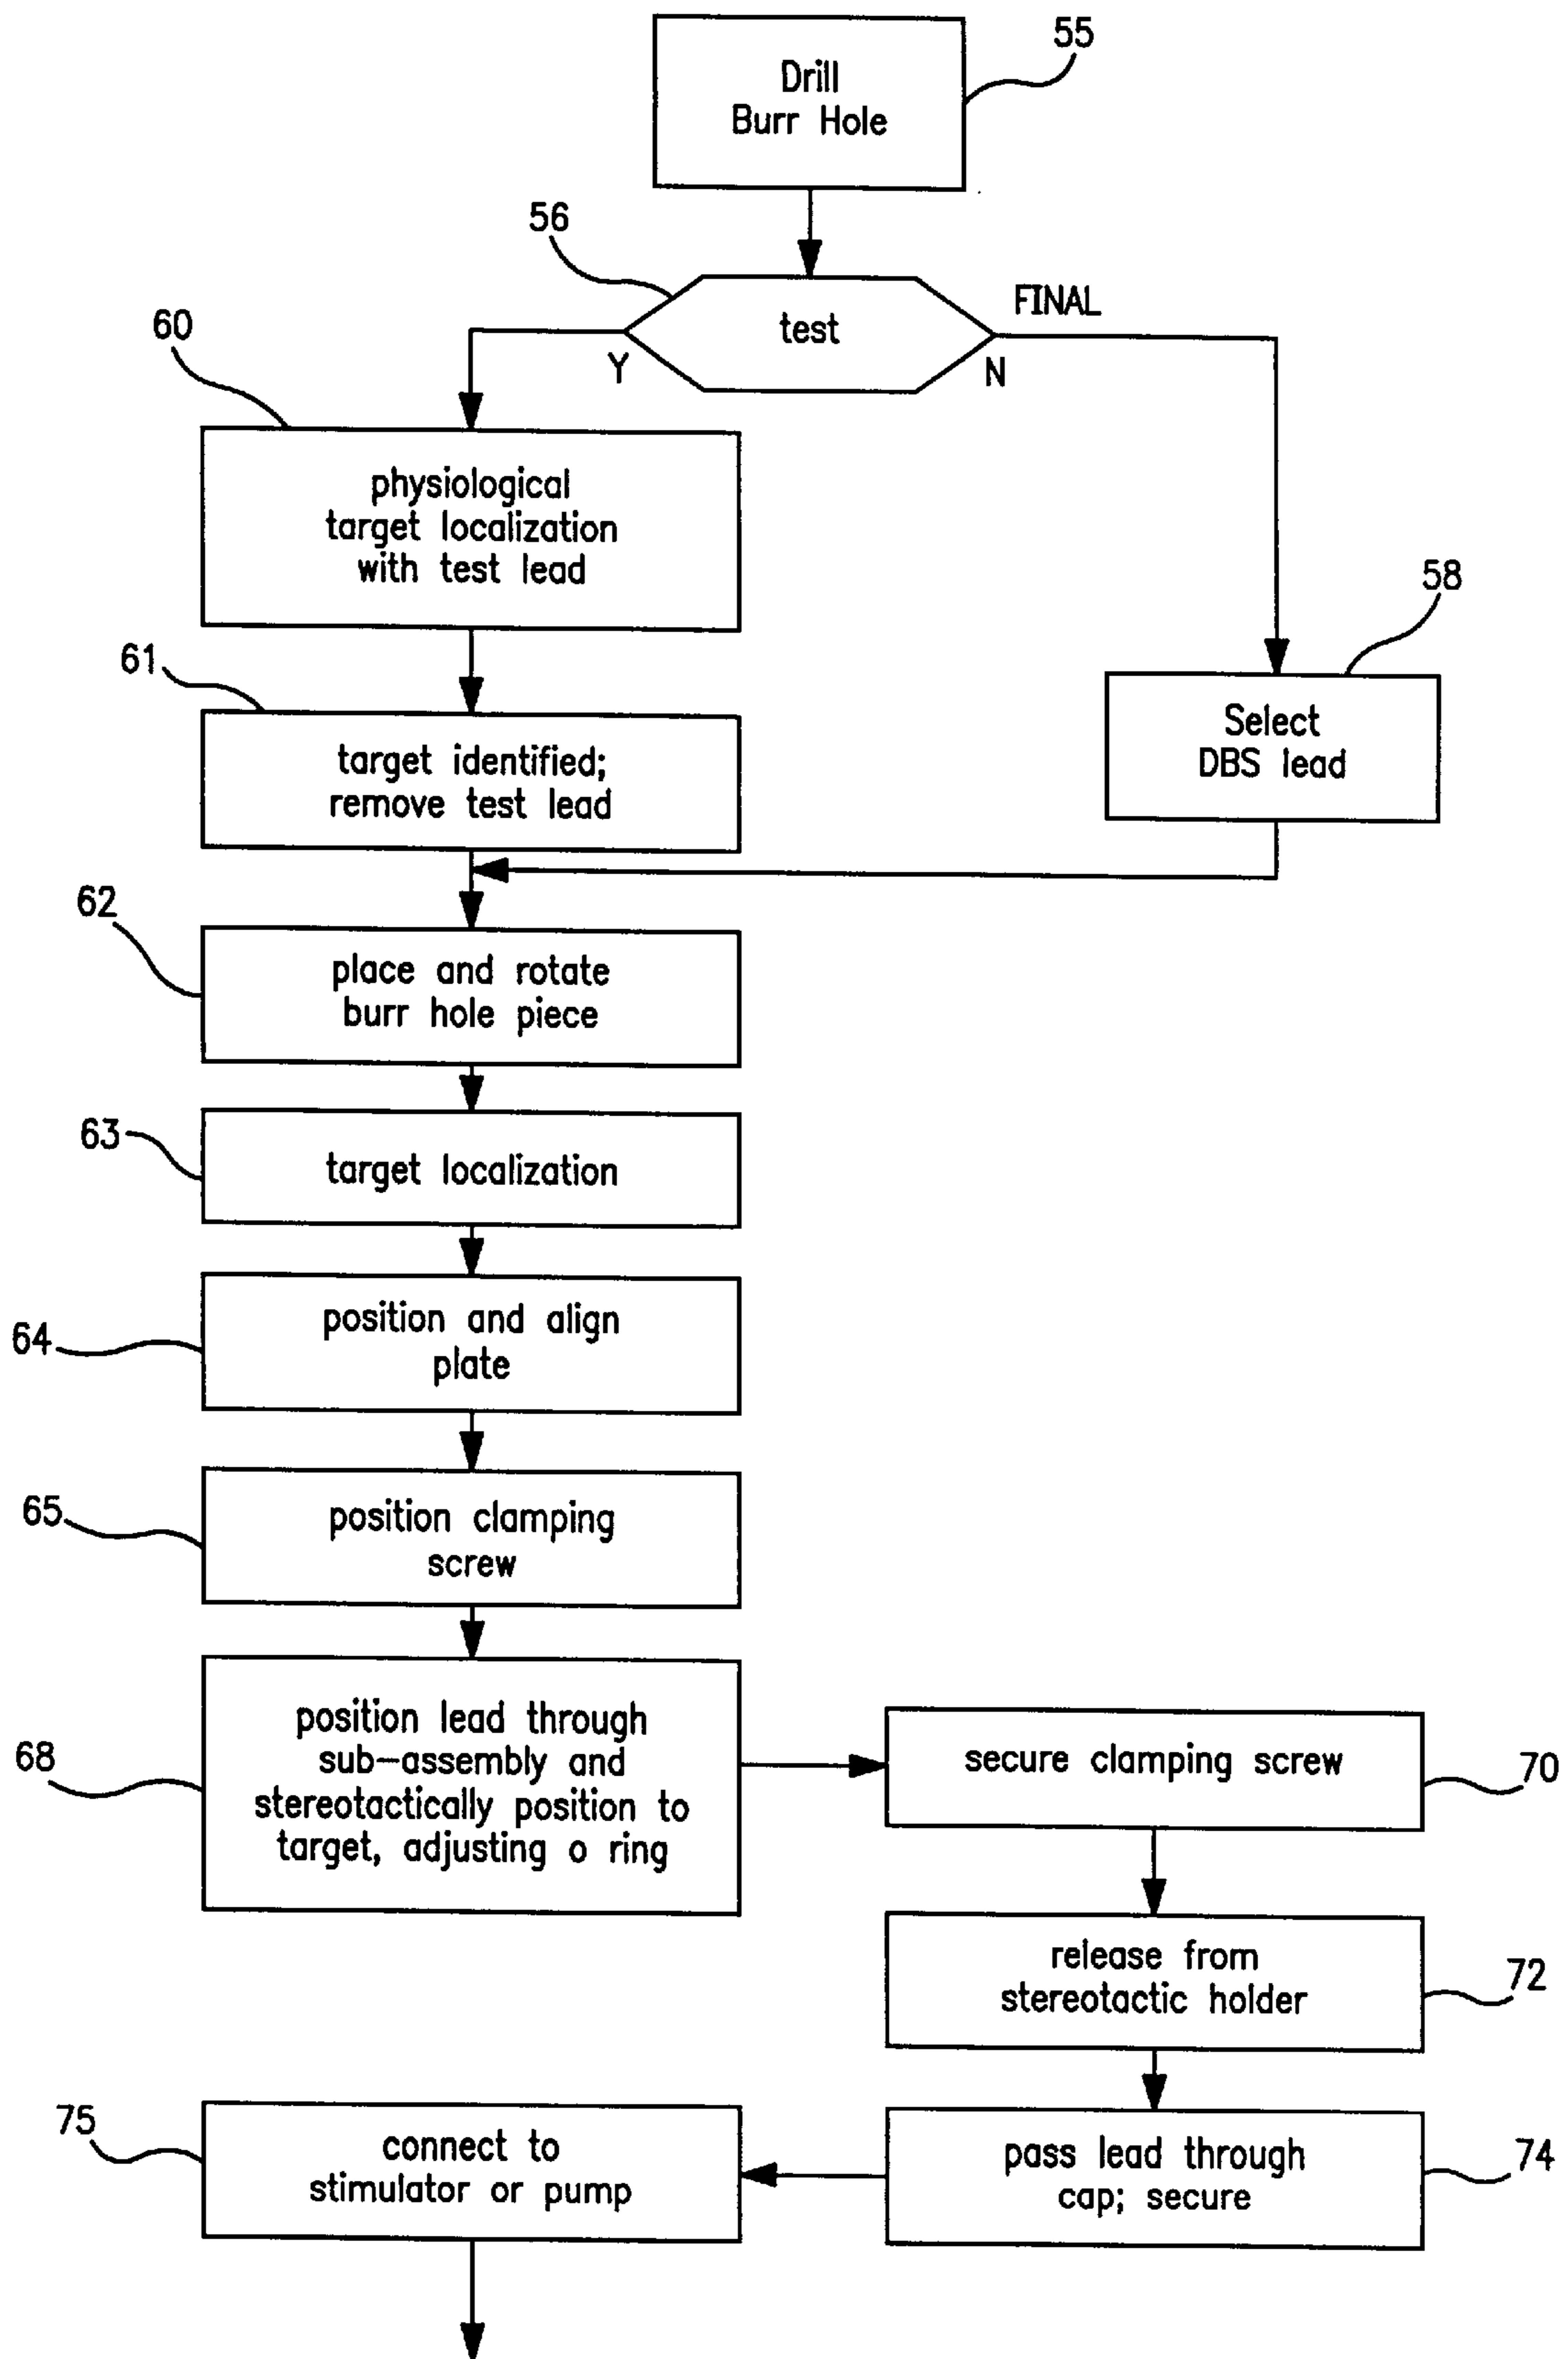 55
Drill
Burr Hole
56
test
FINAL
Y
N
60
physiological
target localization
with test lead
58
Select
DBS lead
61
target identified;
remove test lead
62
place and rotate
burr hole piece
63
target localization
64
position and align
plate
65
position clamping
screw
68
position lead through
sub-assembly and
stereotactically position to
target, adjusting o ring
70
secure clamping screw
72
release from
stereotactic holder
74
pass lead through
cap; secure
75
connect to
stimulator or pump